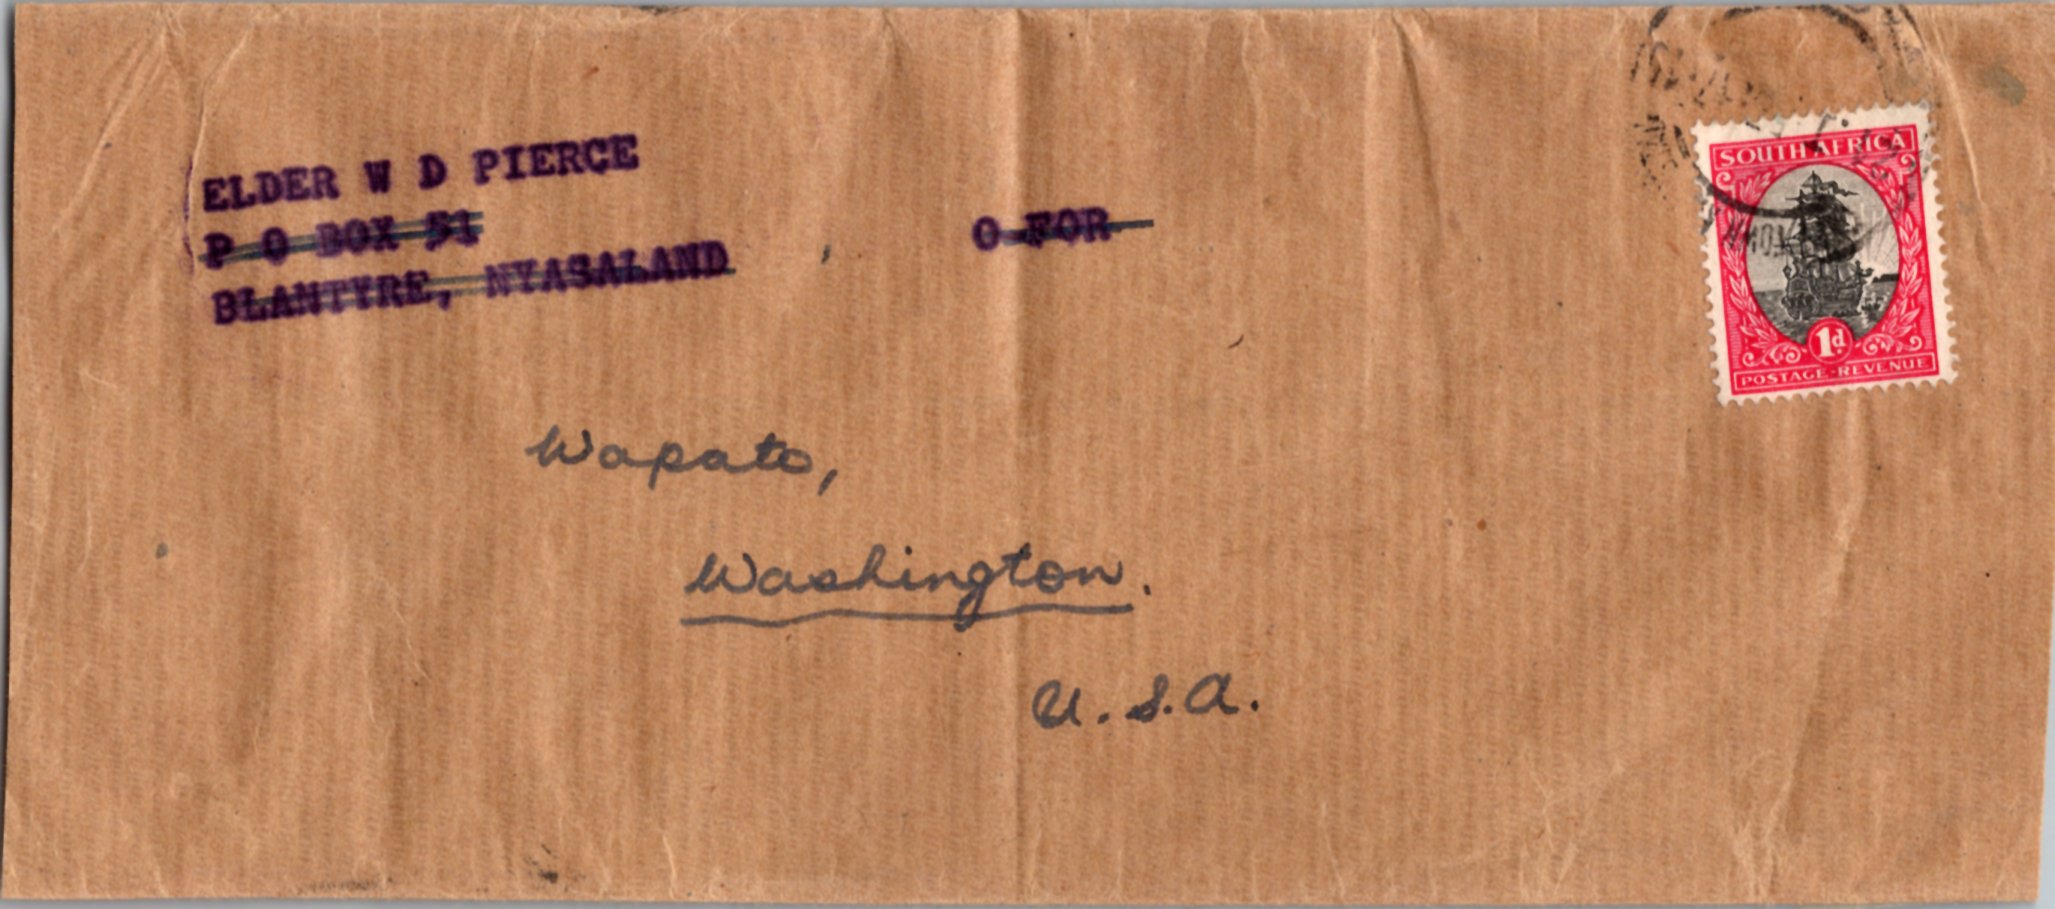 ELDER W D PIERCE
P O BOX 51
BLANTYRE, NYASALAND
O FOR
SOUTH AFRICA
1d
POSTAGE-REVENUE
Wapato,
Washington.
U.S.A.